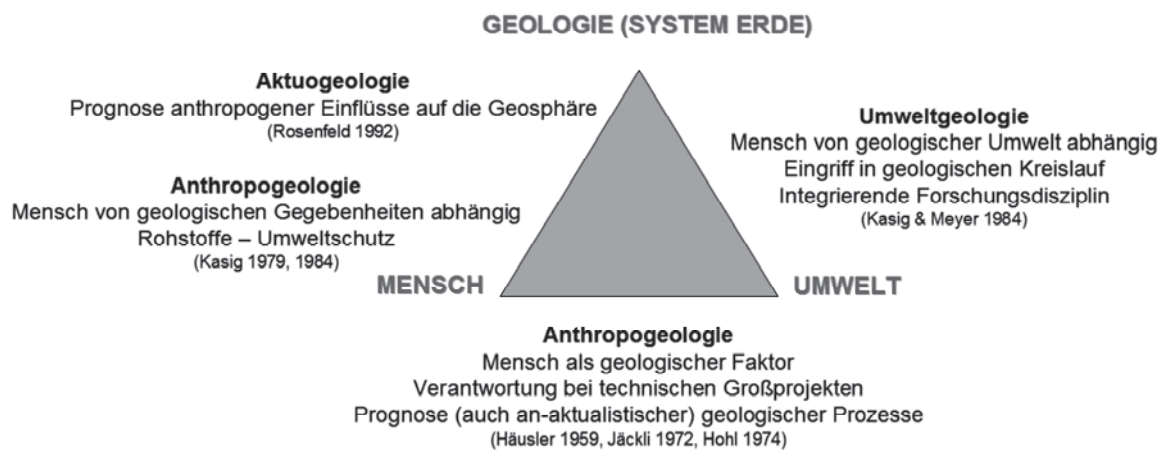 GEOLOGIE (SYSTEM ERDE)
Aktuogeologie
Prognose anthropogener Einflüsse auf die Geosphäre
(Rosenfeld 1992)
Anthropogeologie
Mensch von geologischen Gegebenheiten abhängig
Rohstoffe – Umweltschutz
(Kasig 1979, 1984)
Umweltgeologie
Mensch von geologischer Umwelt abhängig
Eingriff in geologischen Kreislauf
Integrierende Forschungsdisziplin
(Kasig & Meyer 1984)
MENSCH
UMWELT
Anthropogeologie
Mensch als geologischer Faktor
Verantwortung bei technischen Großprojekten
Prognose (auch an-aktualistischer) geologischer Prozesse
(Häusler 1959, Jäckli 1972, Hohl 1974)